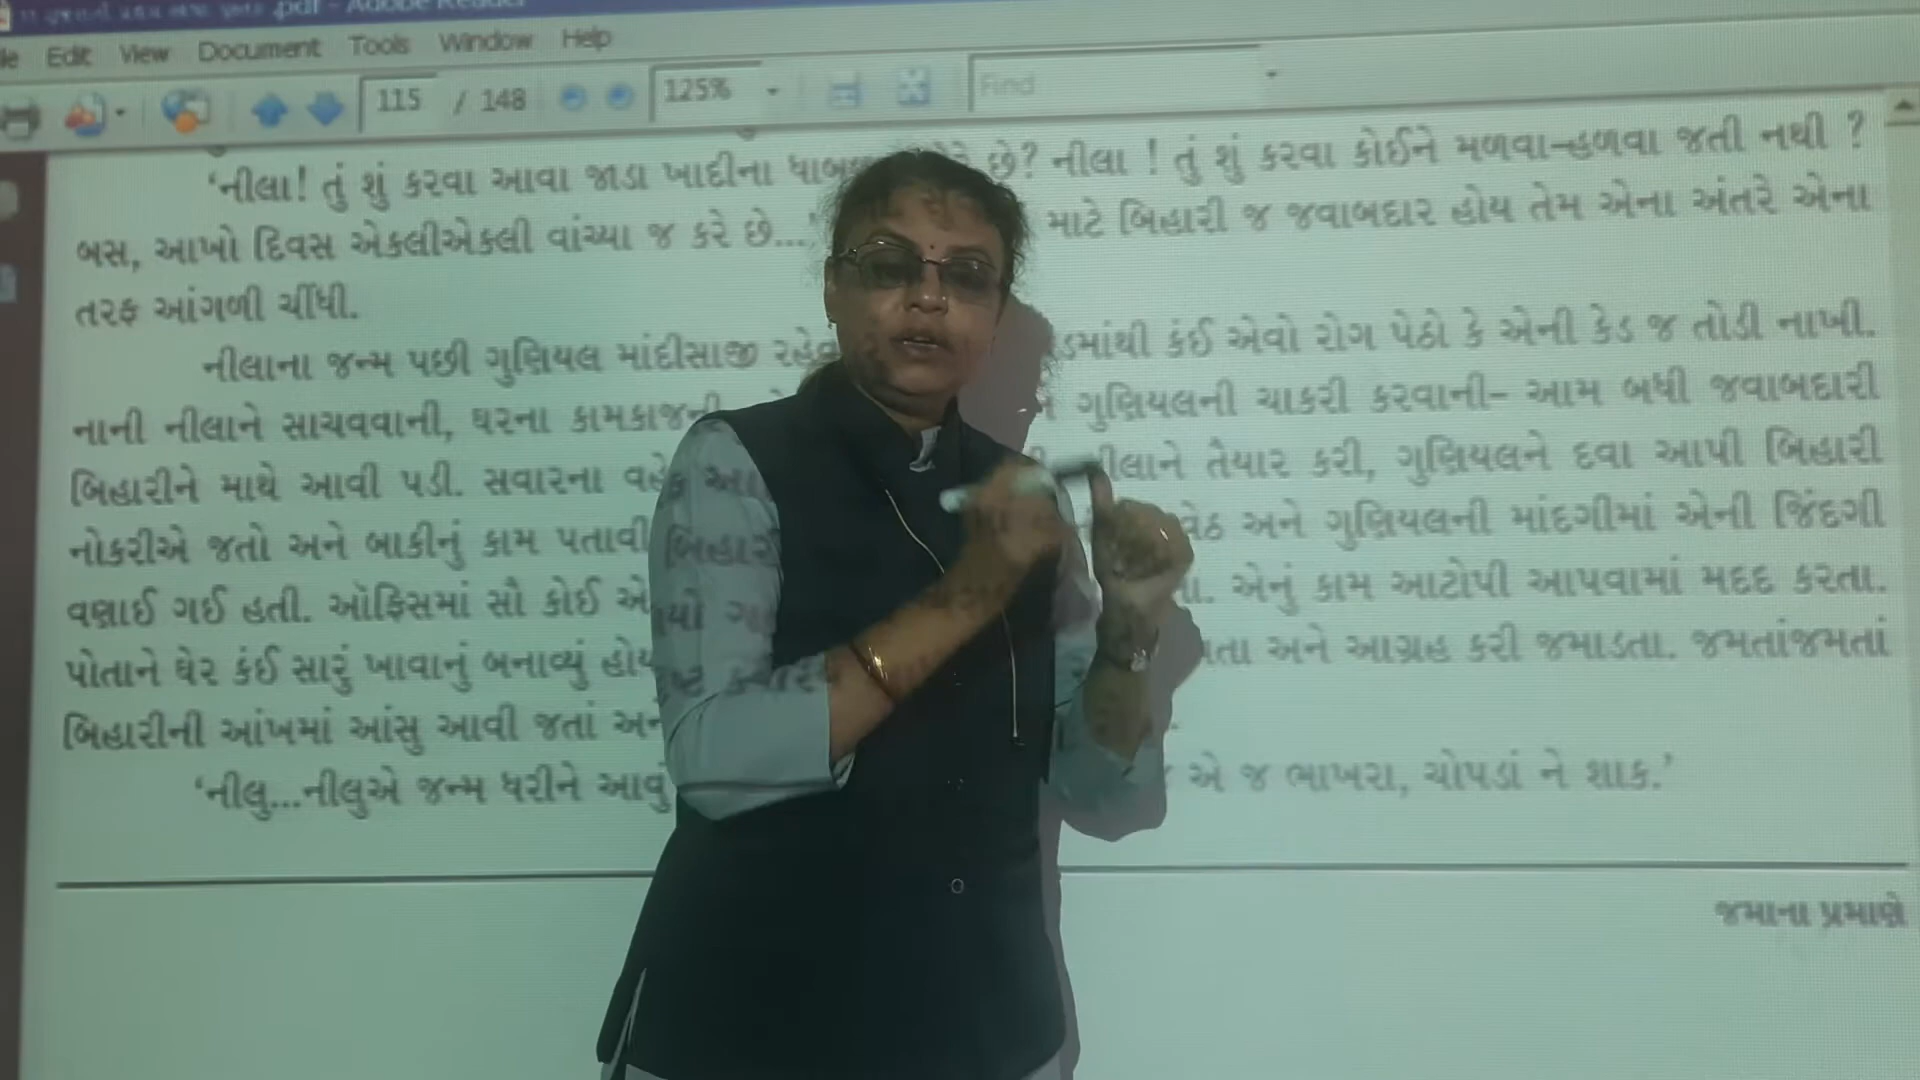 .pdf - Adobe Reader
Edit View Document Tools Window Help
115 / 148 125% Find
‘નીલા! તું શું કરવા આવા જાડા ખાદીના છે? નીલા ! તું શું કરવા કોઈને મળવા-હળવા જતી નથી ?
બસ, આખો દિવસ એકલીએકલી વાંચ્યા જ કરે છે...’ માટે બિહારી જ જવાબદાર હોય તેમ એના અંતરે એના
તરફ આંગળી ચીંધી.
નીલાના જન્મ પછી ગુણિયલ માંદીસાજી કંઈ એવો રોગ પેઠો કે એની કેડ જ તોડી નાખી.
નાની નીલાને સાચવવાની, ઘરના કામકાજની ગુણિયલની ચાકરી કરવાની– આમ બધી જવાબદારી
બિહારીને માથે આવી પડી. સવારના તૈયાર કરી, ગુણિયલને દવા આપી બિહારી
નોકરીએ જતો અને બાકીનું કામ પતાવી અને ગુણિયલની માંદગીમાં એની જિંદગી
વણાઈ ગઈ હતી. ઑફિસમાં સૌ કોઈ એનું કામ આટોપી આપવામાં મદદ કરતા.
પોતાને ઘેર કંઈ સારું ખાવાનું બનાવ્યું અને આગ્રહ કરી જમાડતા. જમતાંજમતાં
બિહારીની આંખમાં આંસુ આવી જતાં
‘નીલુ...નીલુએ જન્મ ધરીને એ જ ભાખરા, ચોપડાં ને શાક.’
જમાના પ્રમાણે